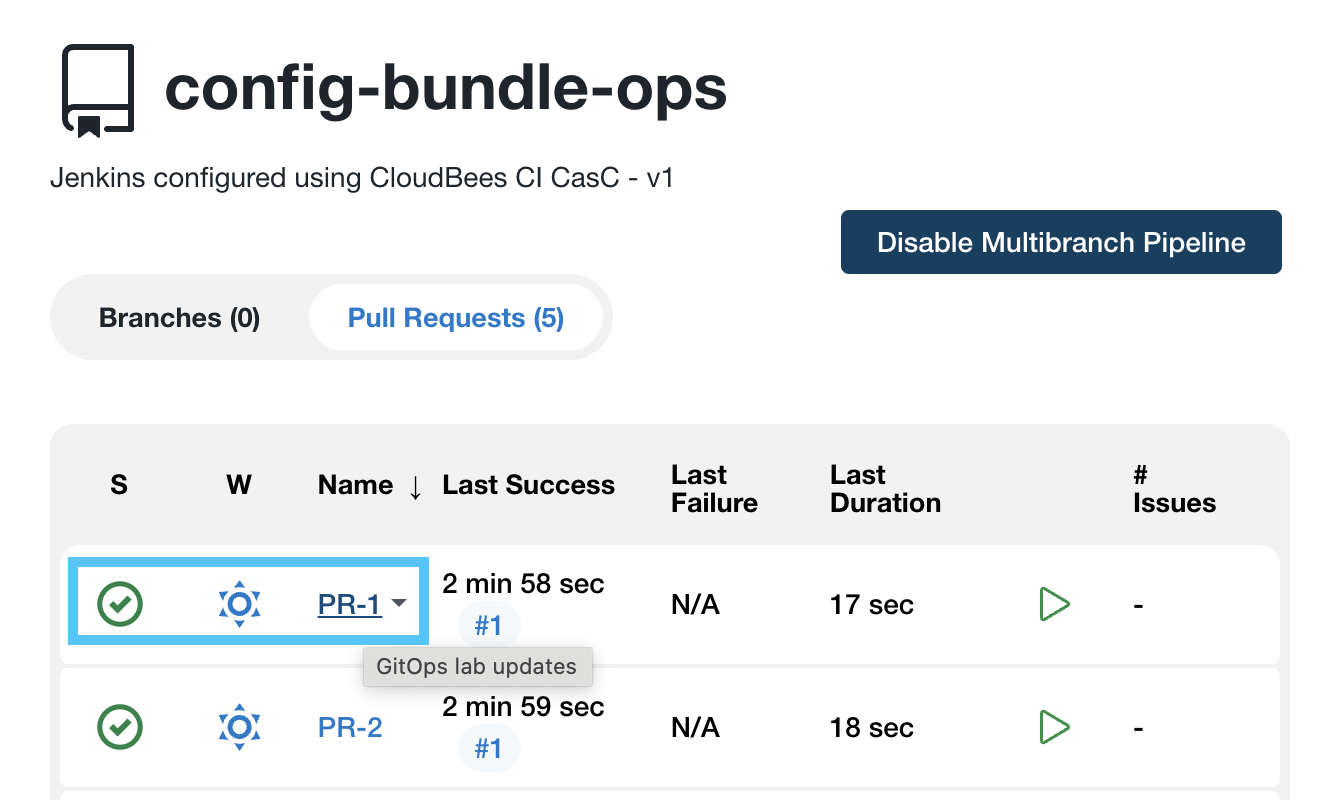 config-bundle-ops
Jenkins configured using CloudBees CI CasC - v1
Disable Multibranch Pipeline
Branches (0) Pull Requests (5)
S W Name ↓ Last Success Last Failure Last Duration # Issues
PR-1 2 min 58 sec #1 N/A 17 sec -
GitOps lab updates
PR-2 2 min 59 sec #1 N/A 18 sec -